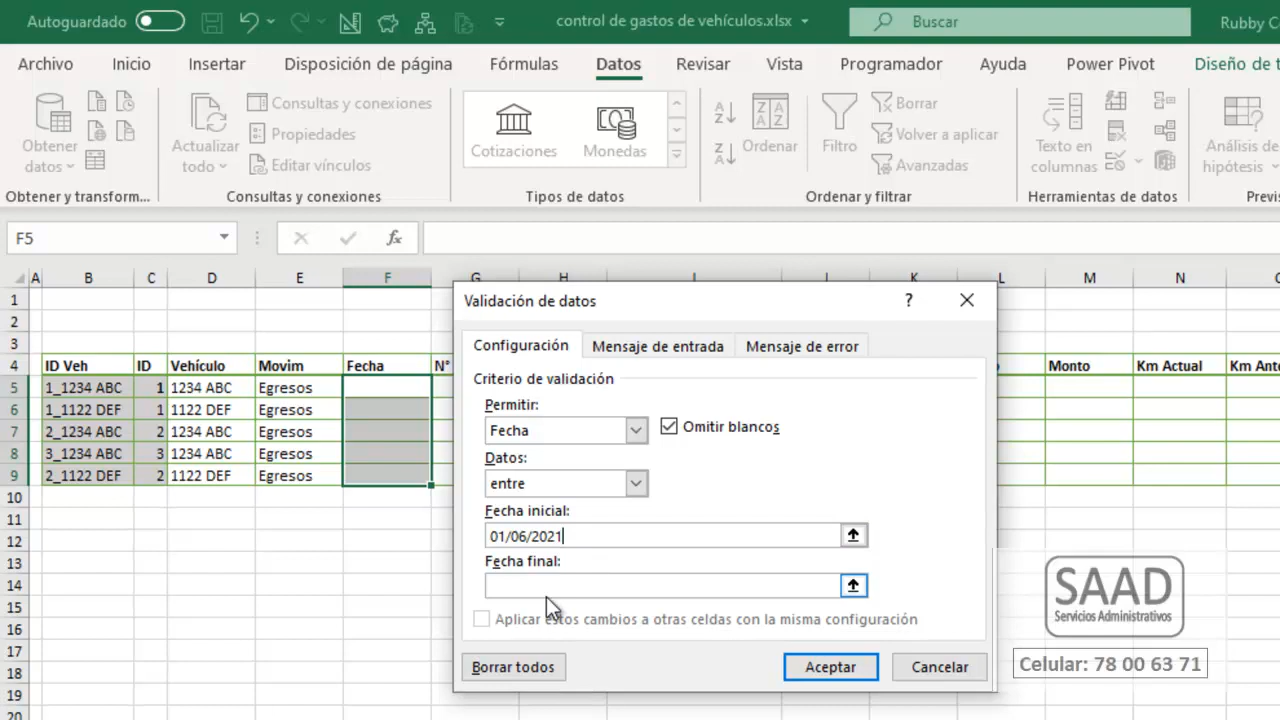 Autoguardado
control de gastos de vehículos.xlsx
Buscar
Rubby C
Archivo
Inicio
Insertar
Disposición de página
Fórmulas
Datos
Revisar
Vista
Programador
Ayuda
Power Pivot
Diseño de t
Obtener
datos
Actualizar
todo
Consultas y conexiones
Propiedades
Editar vínculos
Cotizaciones
Monedas
Ordenar
Filtro
Borrar
Volver a aplicar
Avanzadas
Texto en
columnas
Análisis de
hipótesis
Obtener y transform...
Consultas y conexiones
Tipos de datos
Ordenar y filtrar
Herramientas de datos
Previs
F5
fx
A B C D E F G H I J K L M N
1
2
3
4 ID Veh ID Vehículo Movim Fecha N° Monto Km Actual Km Ante
5 1_1234 ABC 1 1234 ABC Egresos
6 1_1122 DEF 1 1122 DEF Egresos
7 2_1234 ABC 2 1234 ABC Egresos
8 3_1234 ABC 3 1234 ABC Egresos
9 2_1122 DEF 2 1122 DEF Egresos
10
11
12
13
14
15
16
17
18
19
20
Validación de datos
?
Configuración
Mensaje de entrada
Mensaje de error
Criterio de validación
Permitir:
Fecha
Omitir blancos
Datos:
entre
Fecha inicial:
01/06/2021
Fecha final:
Aplicar estos cambios a otras celdas con la misma configuración
Borrar todos
Aceptar
Cancelar
SAAD
Servicios Administrativos
Celular: 78 00 63 71